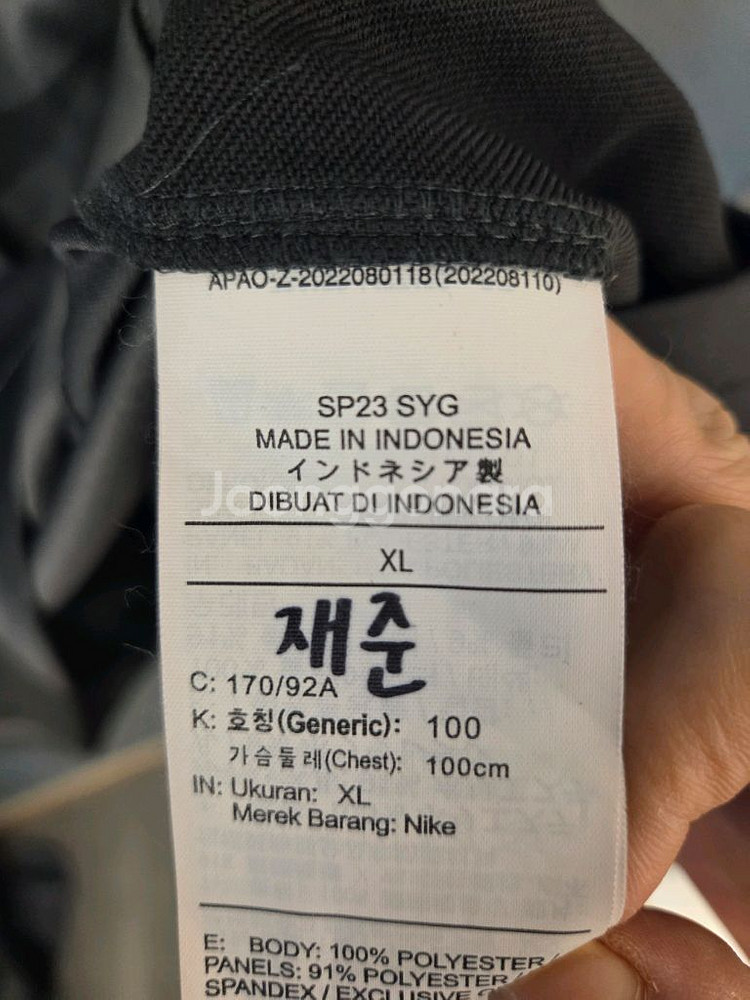 APAO-Z-2022080118(202208110)
SP23 SYG
MADE IN INDONESIA
インドネシア製
DIBUAT DI INDONESIA
XL
재준
C: 170/92A
K: 호칭(Generic): 100
가슴둘레(Chest): 100cm
IN: Ukuran: XL
Merek Barang: Nike
E: BODY: 100% POLYESTER/
PANELS: 91% POLYESTER/
SPANDEX/EXCLUSIVE